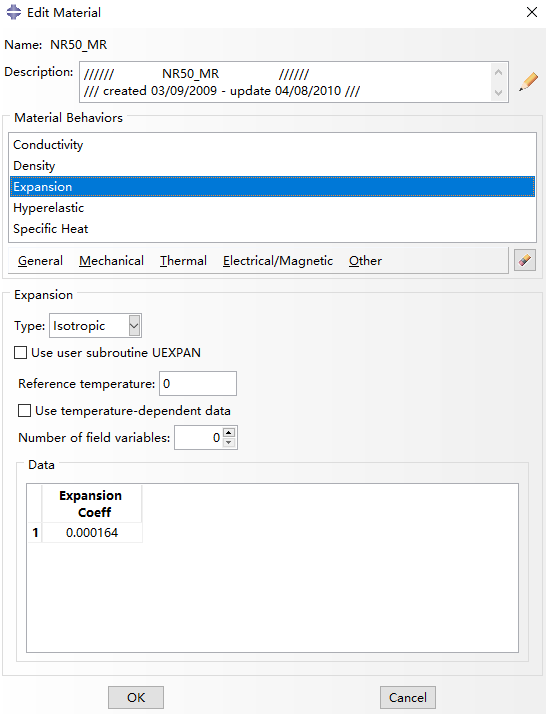 Edit Material
Name: NR50_MR
Description: ////// NR50_MR //////
/// created 03/09/2009 - update 04/08/2010 ///
Material Behaviors
Conductivity
Density
Expansion
Hyperelastic
Specific Heat
General Mechanical Thermal Electrical/Magnetic Other
Expansion
Type: Isotropic
Use user subroutine UEXPAN
Reference temperature: 0
Use temperature-dependent data
Number of field variables: 0
Data
Expansion
Coeff
1 0.000164
OK Cancel